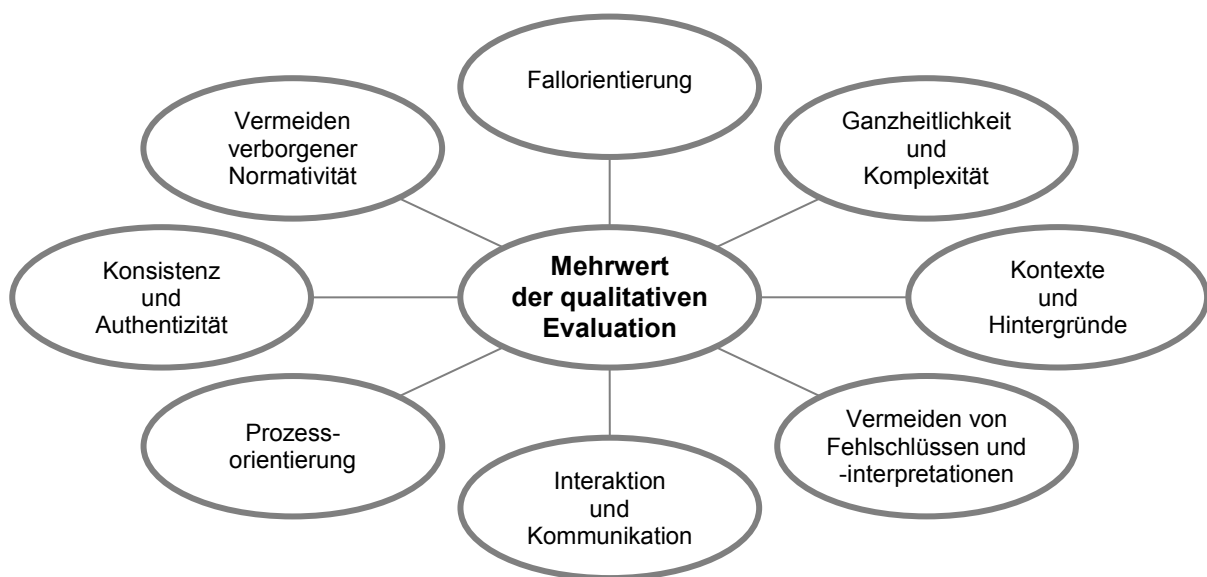 Fallorientierung
Ganzheitlichkeit
und
Komplexität
Kontexte
und
Hintergründe
Vermeiden von
Fehlschlüssen und
-interpretationen
Interaktion
und
Kommunikation
Prozess-
orientierung
Konsistenz
und
Authentizität
Vermeiden
verborgener
Normativität
Mehrwert
der qualitativen
Evaluation